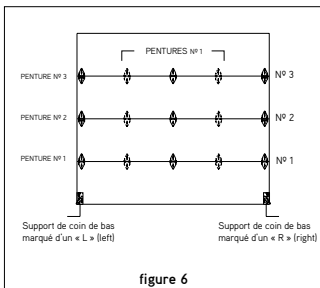 PENTURES Nº 1
PENTURE Nº 3
Nº 3
PENTURE Nº 2
Nº 2
PENTURE Nº 1
Nº 1
Support de coin de bas
marqué d'un « L » (left)
Support de coin de bas
marqué d'un « R » (right)
figure 6